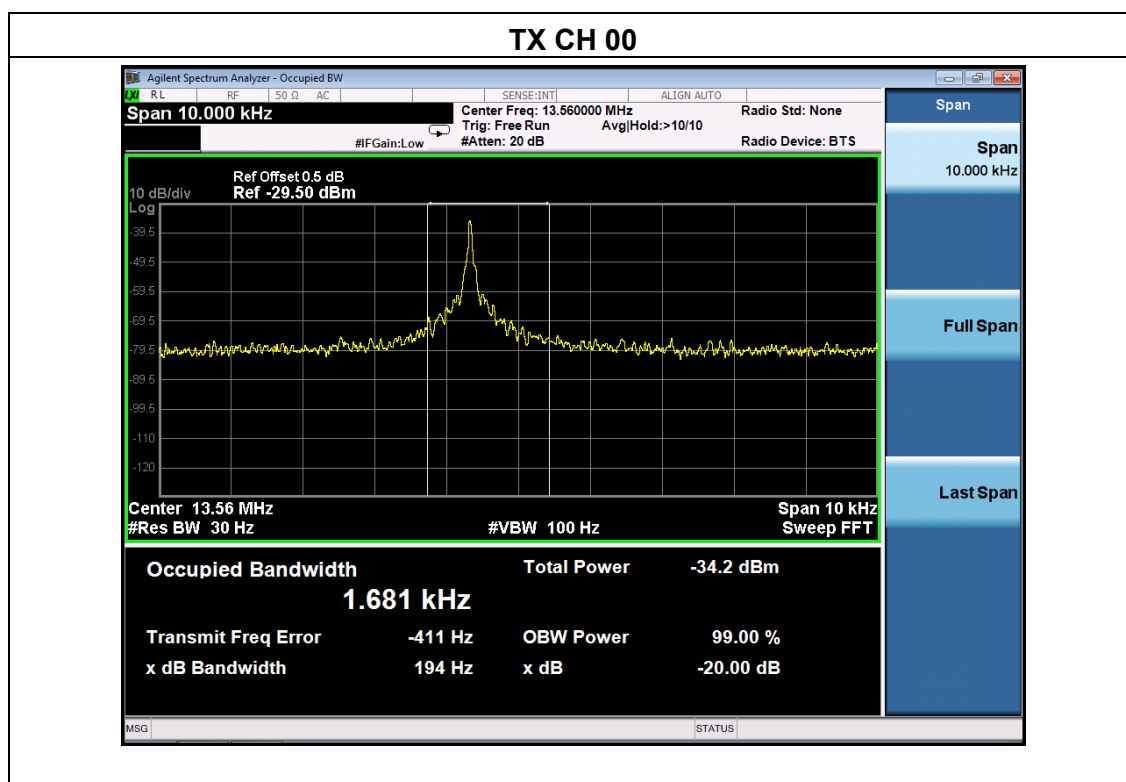 TX CH 00
Agilent Spectrum Analyzer - Occupied BW
LXI RL RF 50 Ω AC SENSE:INT ALIGN AUTO
Span 10.000 kHz
Center Freq: 13.560000 MHz Radio Std: None
Trig: Free Run Avg|Hold:>10/10
#IFGain:Low #Atten: 20 dB Radio Device: BTS
Ref Offset 0.5 dB
10 dB/div Ref -29.50 dBm
Log
-39.5
-49.5
-59.5
-69.5
-79.5
-89.5
-99.5
-110
-120
Center 13.56 MHz Span 10 kHz
#Res BW 30 Hz #VBW 100 Hz Sweep FFT
Occupied Bandwidth Total Power -34.2 dBm
1.681 kHz
Transmit Freq Error -411 Hz OBW Power 99.00 %
x dB Bandwidth 194 Hz x dB -20.00 dB
MSG STATUS
Span
Span
10.000 kHz
Full Span
Last Span